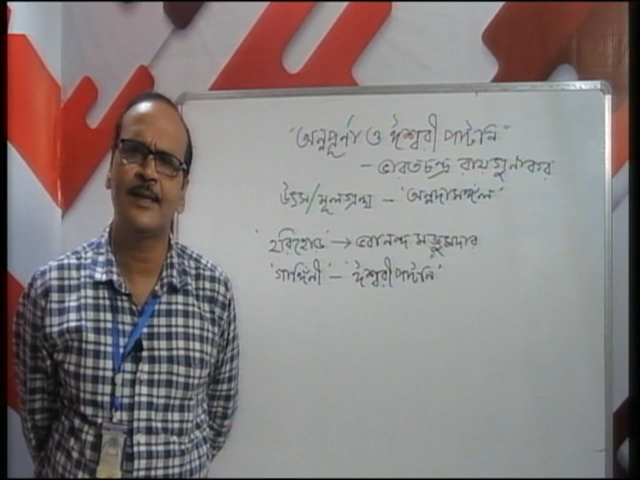 "অন্নপূর্ণা ও ঈশ্বরী পাটনি"
- ভারতচন্দ্র রায়গুনাকর
উৎস/মূলগ্রন্থ - 'অন্নদামঙ্গল'
'হরিহোড়' → ভবানন্দ মজুমদার
'গাঙ্গিনী' - 'ঈশ্বরী পাটনি'